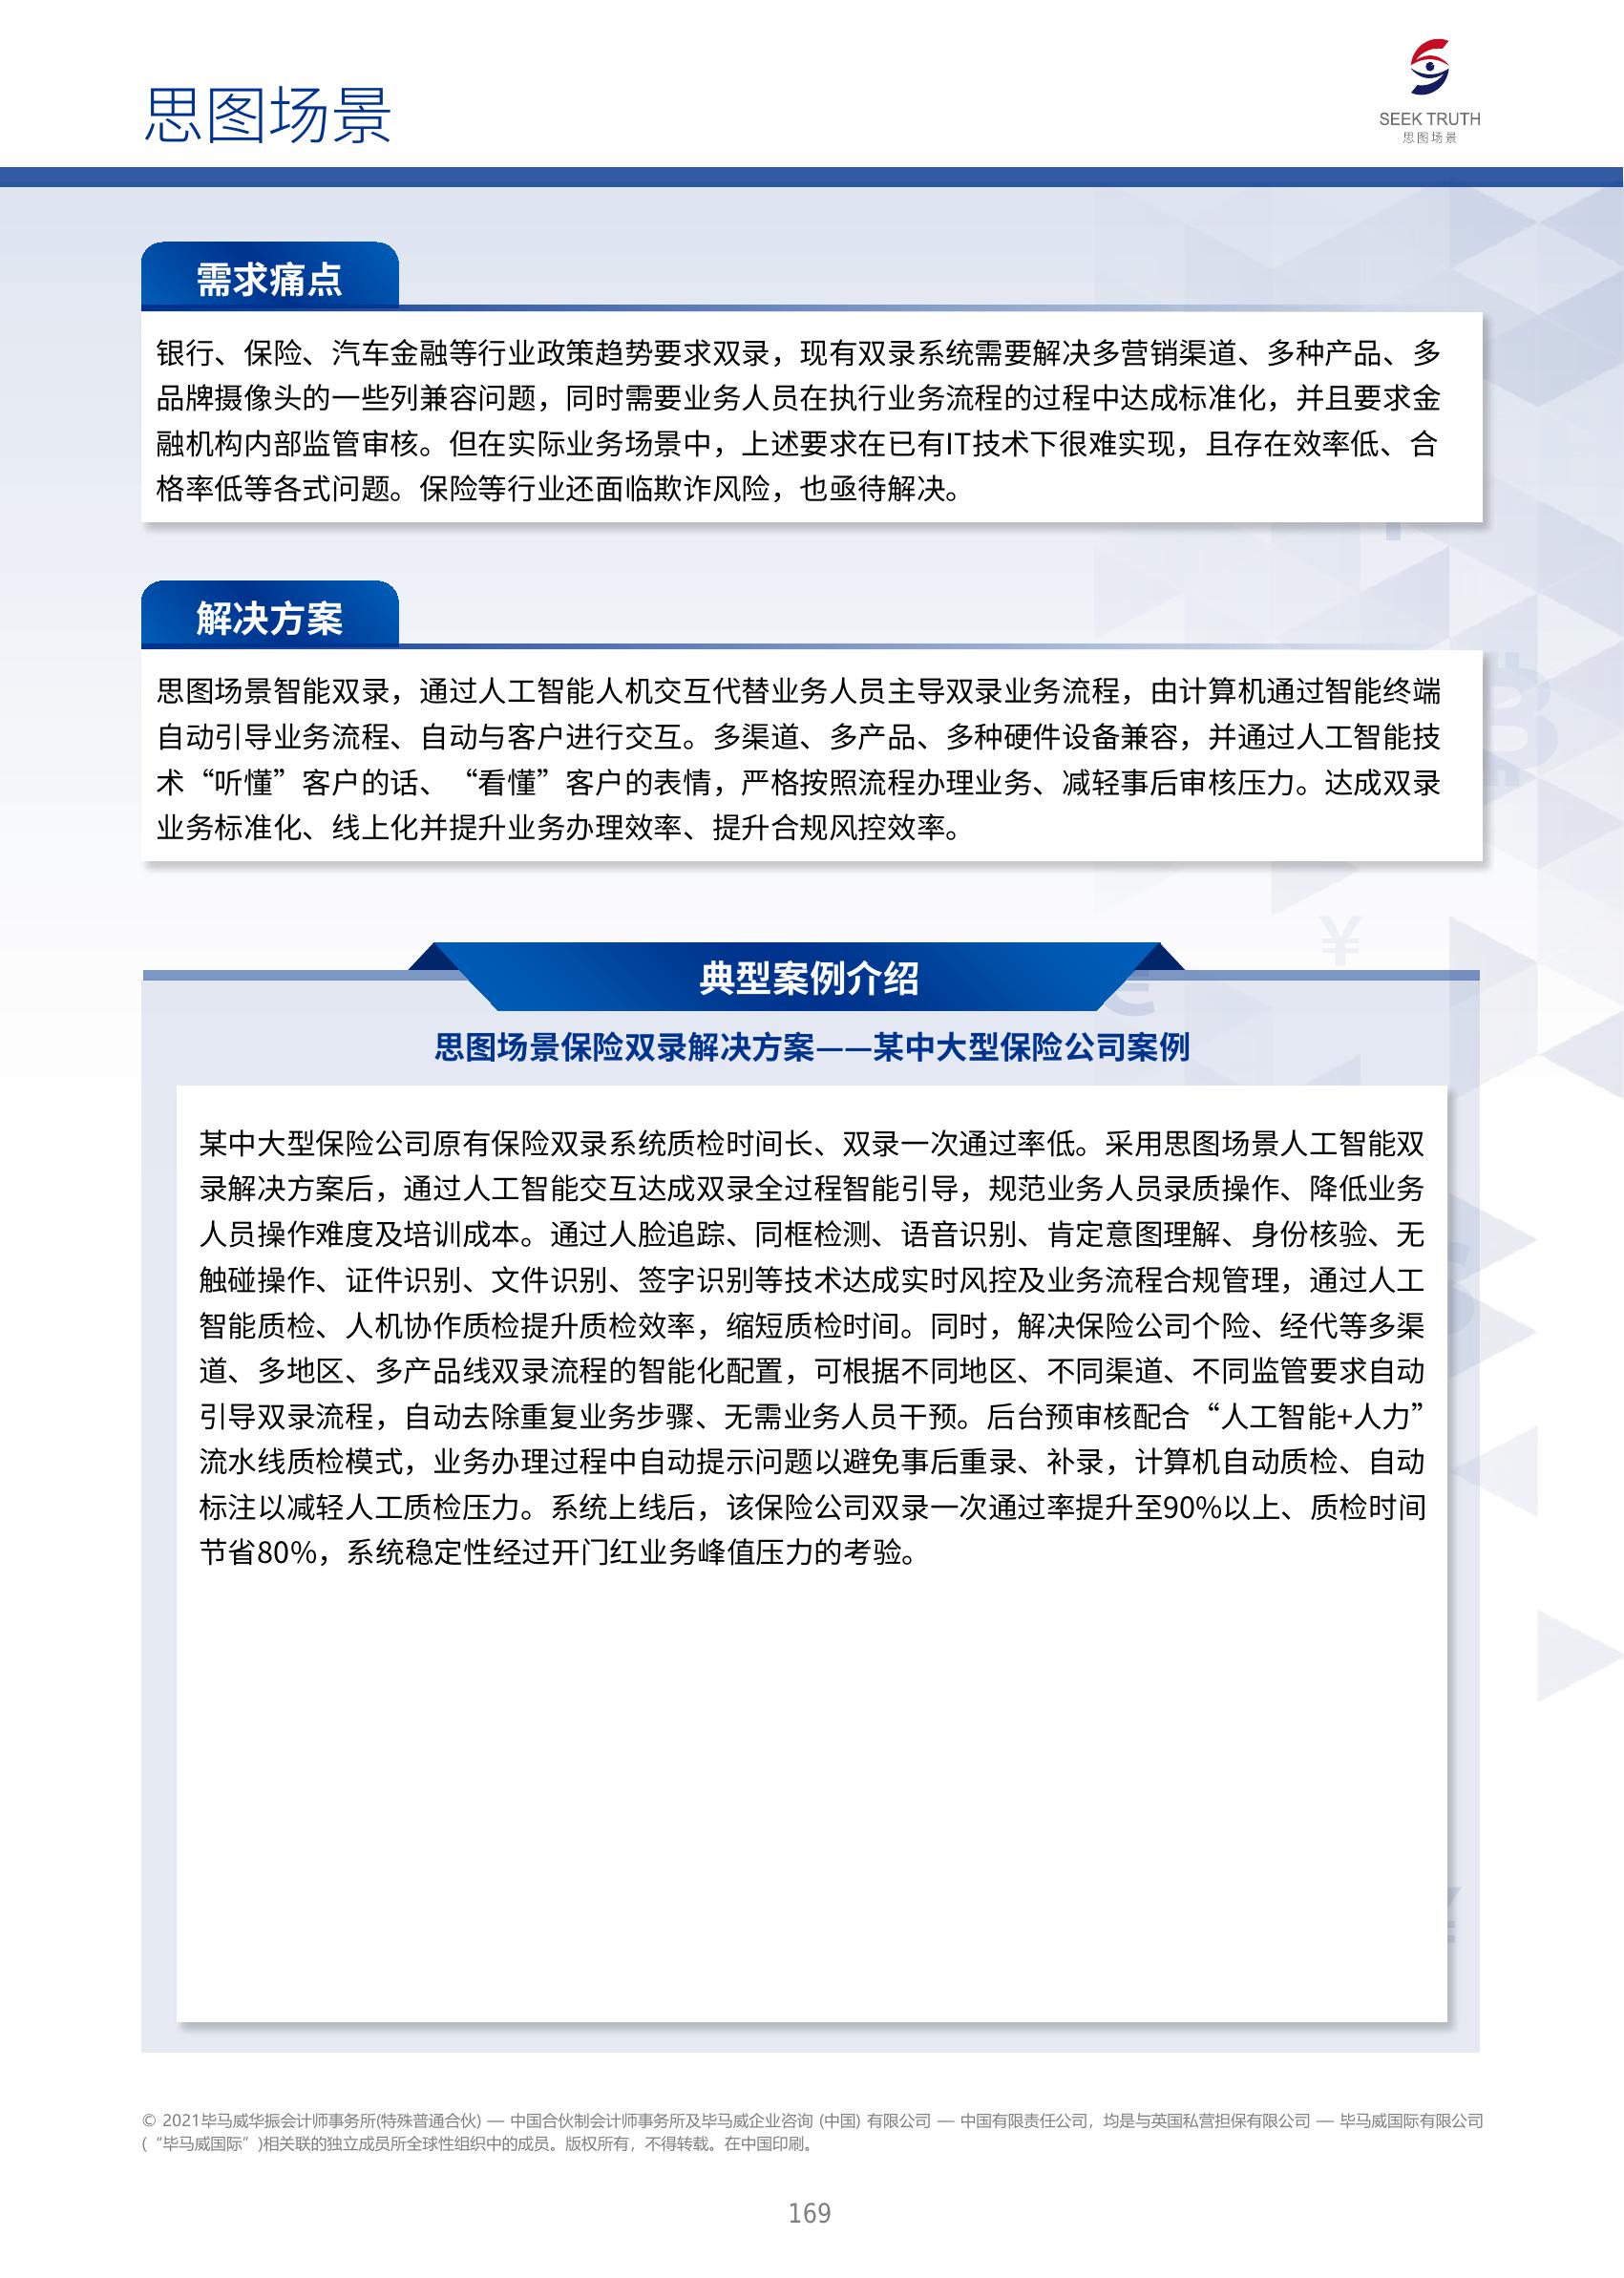 思图场景
SEEK TRUTH
思图场景
需求痛点
银行、保险、汽车金融等行业政策趋势要求双录，现有双录系统需要解决多营销渠道、多种产品、多
品牌摄像头的一些列兼容问题，同时需要业务人员在执行业务流程的过程中达成标准化，并且要求金
融机构内部监管审核。但在实际业务场景中，上述要求在已有IT技术下很难实现，且存在效率低、合
格率低等各式问题。保险等行业还面临欺诈风险，也亟待解决。
解决方案
思图场景智能双录，通过人工智能人机交互代替业务人员主导双录业务流程，由计算机通过智能终端
自动引导业务流程、自动与客户进行交互。多渠道、多产品、多种硬件设备兼容，并通过人工智能技
术“听懂”客户的话、“看懂”客户的表情，严格按照流程办理业务、减轻事后审核压力。达成双录
业务标准化、线上化并提升业务办理效率、提升合规风控效率。
典型案例介绍
思图场景保险双录解决方案——某中大型保险公司案例
某中大型保险公司原有保险双录系统质检时间长、双录一次通过率低。采用思图场景人工智能双
录解决方案后，通过人工智能交互达成双录全过程智能引导，规范业务人员录质操作、降低业务
人员操作难度及培训成本。通过人脸追踪、同框检测、语音识别、肯定意图理解、身份核验、无
触碰操作、证件识别、文件识别、签字识别等技术达成实时风控及业务流程合规管理，通过人工
智能质检、人机协作质检提升质检效率，缩短质检时间。同时，解决保险公司个险、经代等多渠
道、多地区、多产品线双录流程的智能化配置，可根据不同地区、不同渠道、不同监管要求自动
引导双录流程，自动去除重复业务步骤、无需业务人员干预。后台预审核配合“人工智能+人力”
流水线质检模式，业务办理过程中自动提示问题以避免事后重录、补录，计算机自动质检、自动
标注以减轻人工质检压力。系统上线后，该保险公司双录一次通过率提升至90%以上、质检时间
节省80%，系统稳定性经过开门红业务峰值压力的考验。
© 2021毕马威华振会计师事务所(特殊普通合伙) — 中国合伙制会计师事务所及毕马威企业咨询 (中国) 有限公司 — 中国有限责任公司，均是与英国私营担保有限公司 — 毕马威国际有限公司
(“毕马威国际”)相关联的独立成员所全球性组织中的成员。版权所有，不得转载。在中国印刷。
169